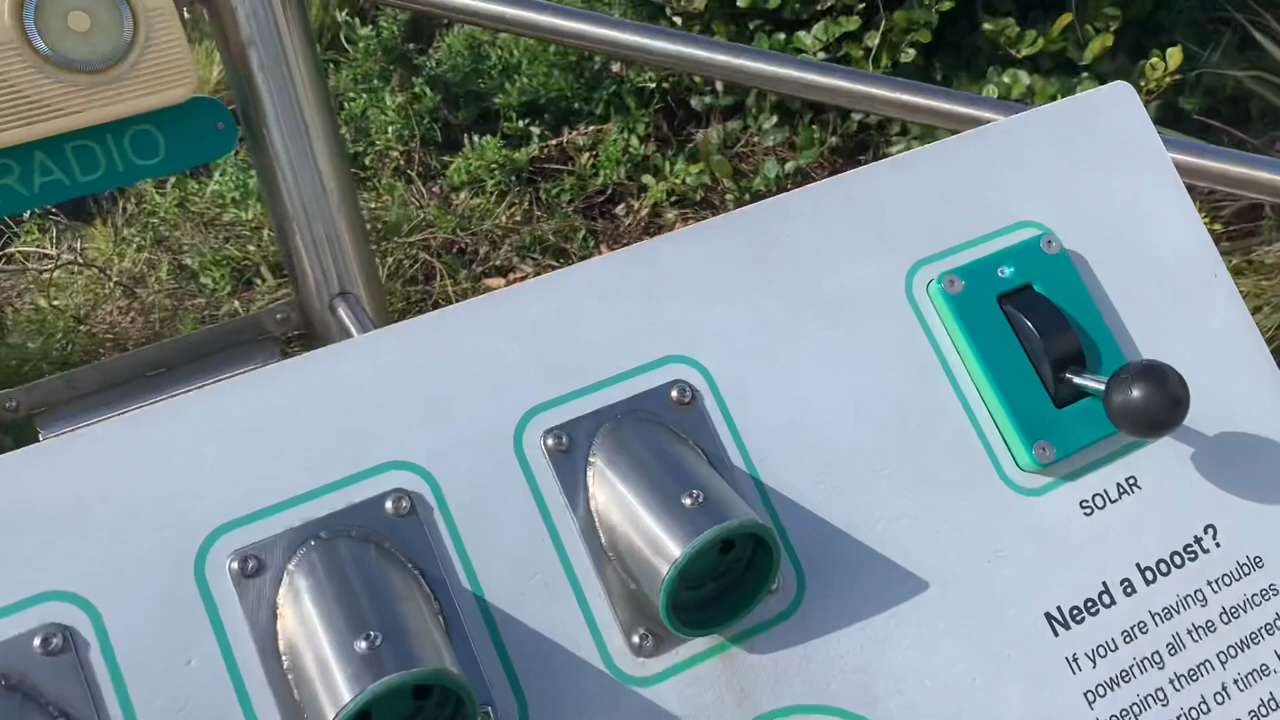 RADIO
SOLAR
Need a boost?
If you are having trouble
powering all the devices
keeping them powered
period of time,
add